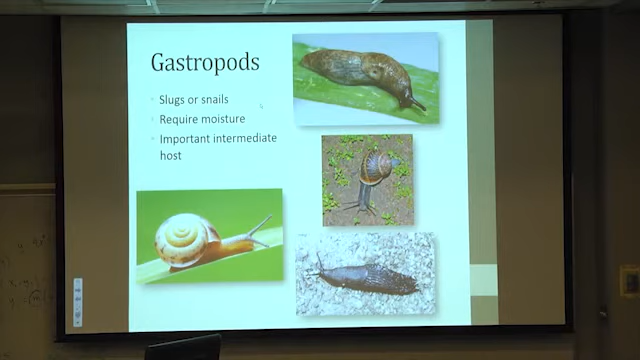 Gastropods
Slugs or snails
Require moisture
Important intermediate
host